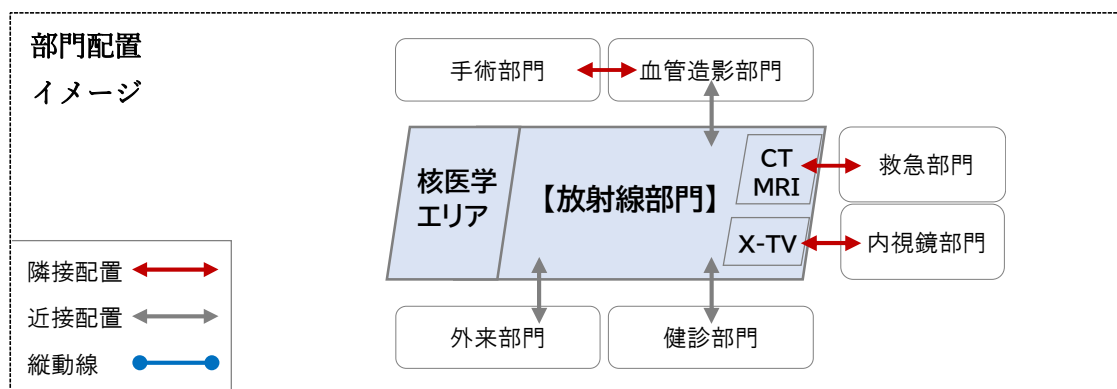 部門配置
イメージ
手術部門
血管造影部門
核医学
エリア
【放射線部門】
CT
MRI
救急部門
X-TV
内視鏡部門
外来部門
健診部門
隣接配置
近接配置
縦動線